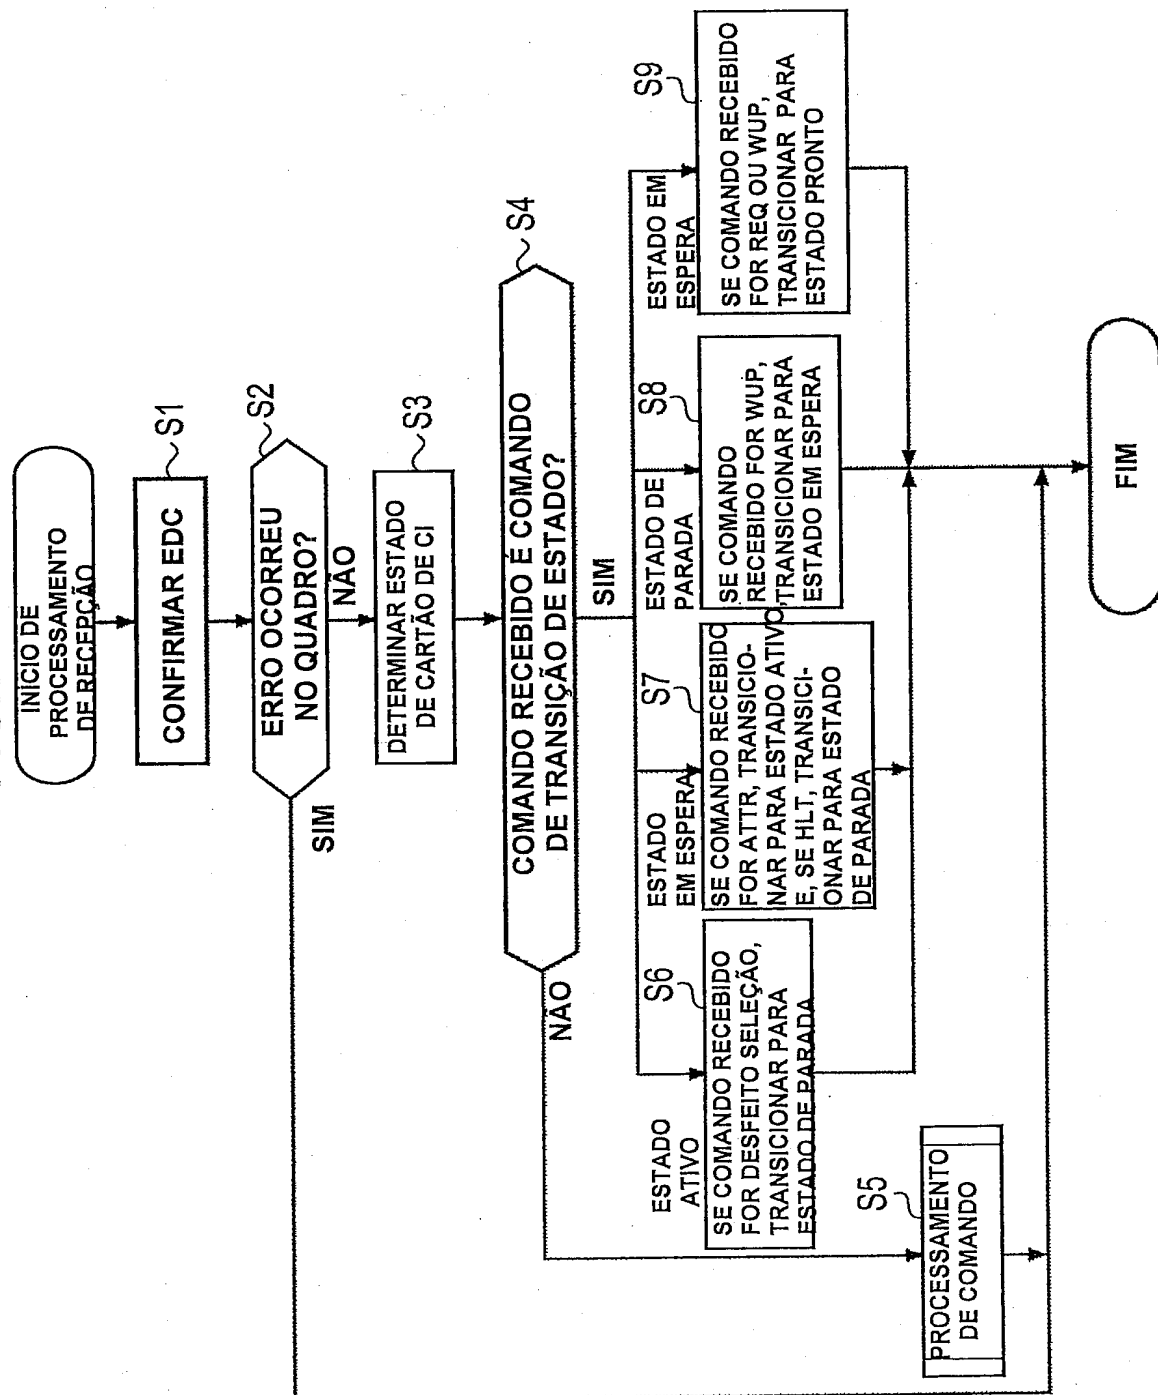 INÍCIO DE
PROCESSAMENTO
DE RECEPÇÃO
S1
CONFIRMAR EDC
S2
ERRO OCORREU
NO QUADRO?
SIM
NÃO
S3
DETERMINAR ESTADO
DE CARTÃO DE CI
S4
COMANDO RECEBIDO É COMANDO
DE TRANSIÇÃO DE ESTADO?
NÃO
SIM
ESTADO
ATIVO
S6
SE COMANDO RECEBIDO
FOR DESFEITO SELEÇÃO,
TRANSICIONAR PARA
ESTADO DE PARADA
ESTADO
EM ESPERA
S7
SE COMANDO RECEBIDO
FOR ATTR, TRANSICIO-
NAR PARA ESTADO ATIVO,
E, SE HLT, TRANSICI-
ONAR PARA ESTADO
DE PARADA
ESTADO DE
PARADA
S8
SE COMANDO
RECEBIDO FOR WUP,
TRANSICIONAR PARA
ESTADO EM ESPERA
ESTADO EM
ESPERA
S9
SE COMANDO RECEBIDO
FOR REQ OU WUP,
TRANSICIONAR PARA
ESTADO PRONTO
S5
PROCESSAMENTO
DE COMANDO
FIM